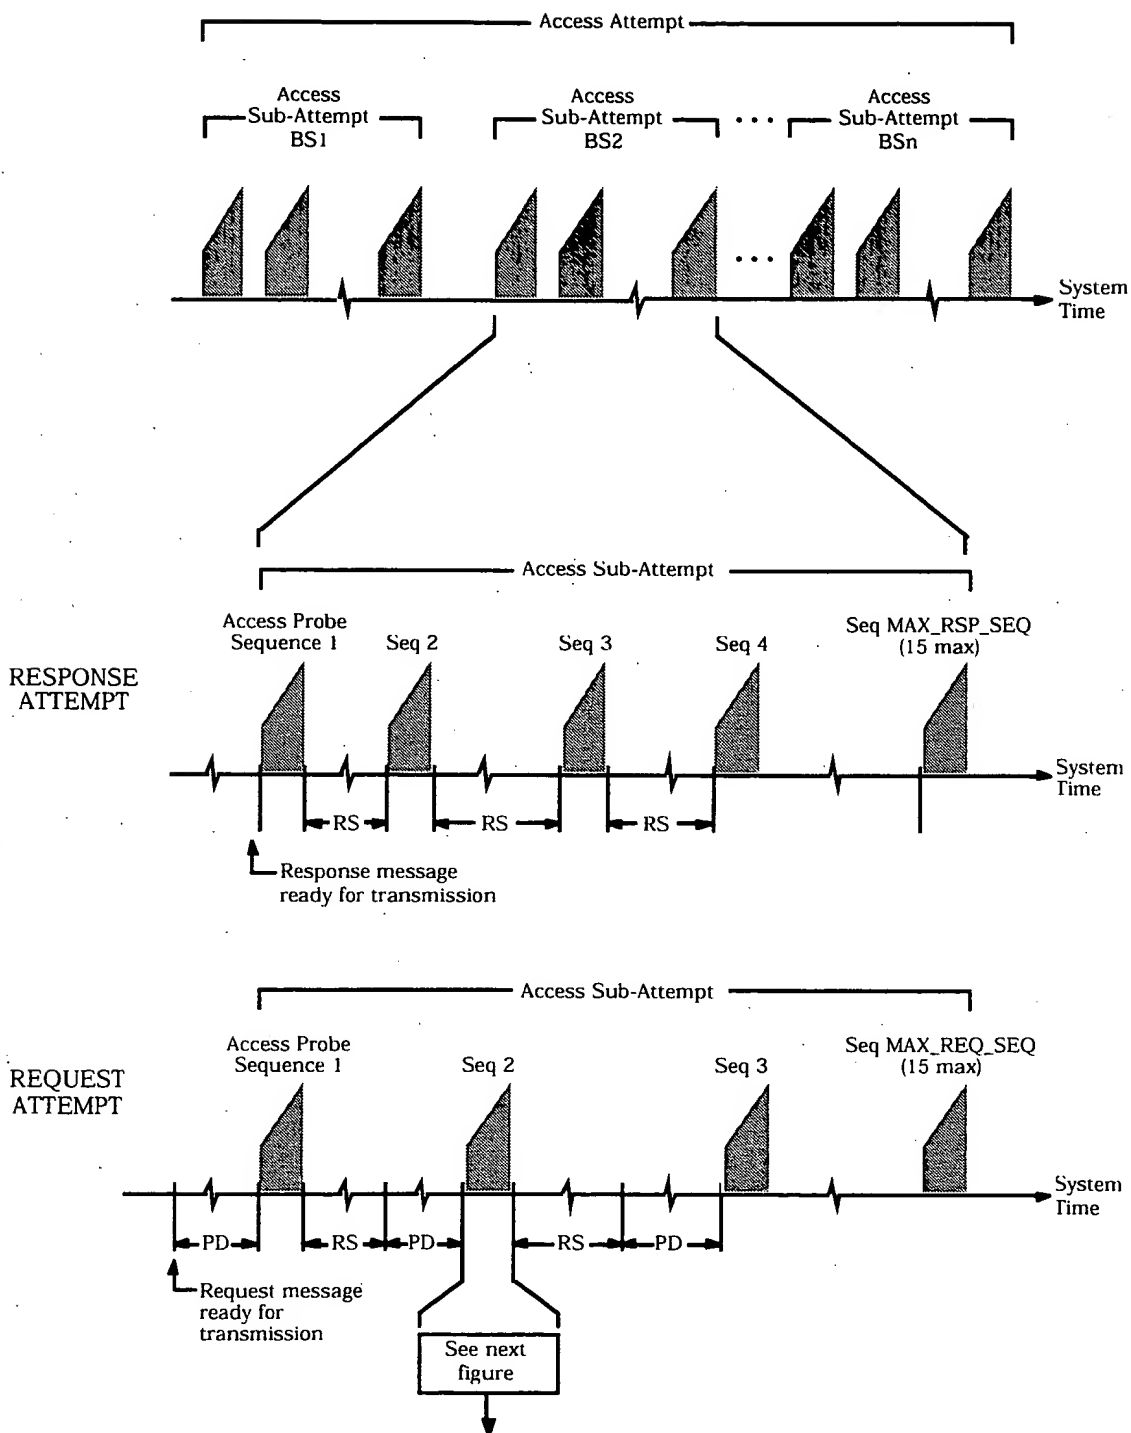 Access Attempt
Access
Sub-Attempt
BS1
Access
Sub-Attempt
BS2
Access
Sub-Attempt
BSn
System
Time
Access Sub-Attempt
Access Probe
Sequence 1
Seq 2
Seq 3
Seq 4
Seq MAX_RSP_SEQ
(15 max)
RESPONSE
ATTEMPT
System
Time
RS
RS
RS
Response message
ready for transmission
Access Sub-Attempt
Access Probe
Sequence 1
Seq 2
Seq 3
Seq MAX_REQ_SEQ
(15 max)
REQUEST
ATTEMPT
System
Time
PD
RS
PD
RS
PD
Request message
ready for
transmission
See next
figure